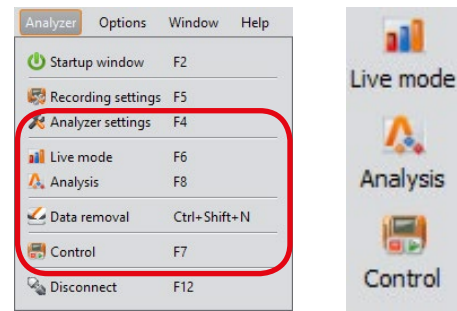 Analyzer Options Window Help
Startup window F2
Recording settings F5
Analyzer settings F4
Live mode F6
Analysis F8
Data removal Ctrl+Shift+N
Control F7
Disconnect F12
Live mode
Analysis
Control